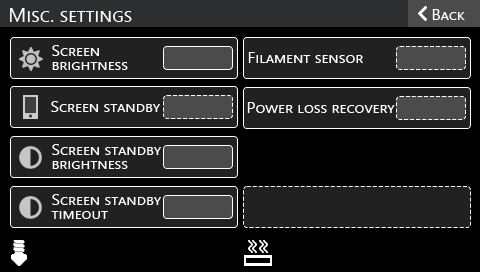 Misc. settings
Back
Screen
brightness
Filament sensor
Screen standby
Power loss recovery
Screen standby
brightness
Screen standby
timeout